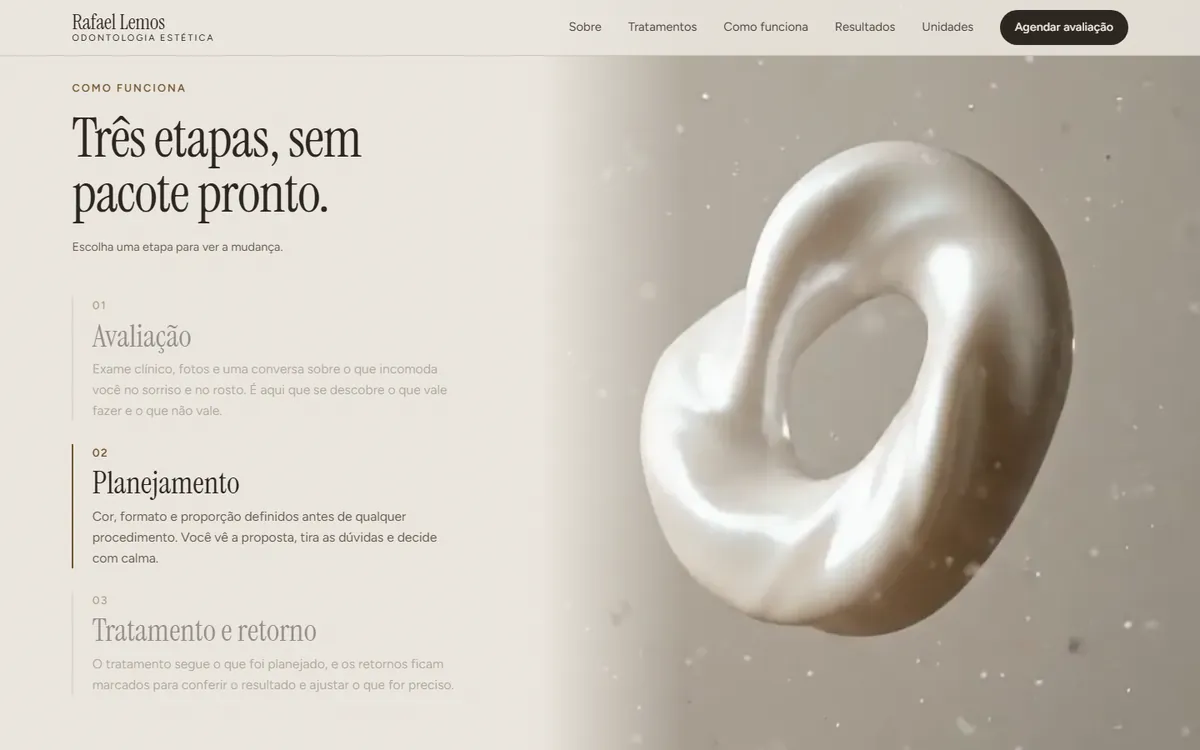 Rafael Lemos
ODONTOLOGIA ESTÉTICA
Sobre
Tratamentos
Como funciona
Resultados
Unidades
Agendar avaliação
COMO FUNCIONA
Três etapas, sem
pacote pronto.
Escolha uma etapa para ver a mudança.
01
Avaliação
Exame clínico, fotos e uma conversa sobre o que incomoda
você no sorriso e no rosto. É aqui que se descobre o que vale
fazer e o que não vale.
02
Planejamento
Cor, formato e proporção definidos antes de qualquer
procedimento. Você vê a proposta, tira as dúvidas e decide
com calma.
03
Tratamento e retorno
O tratamento segue o que foi planejado, e os retornos ficam
marcados para conferir o resultado e ajustar o que for preciso.